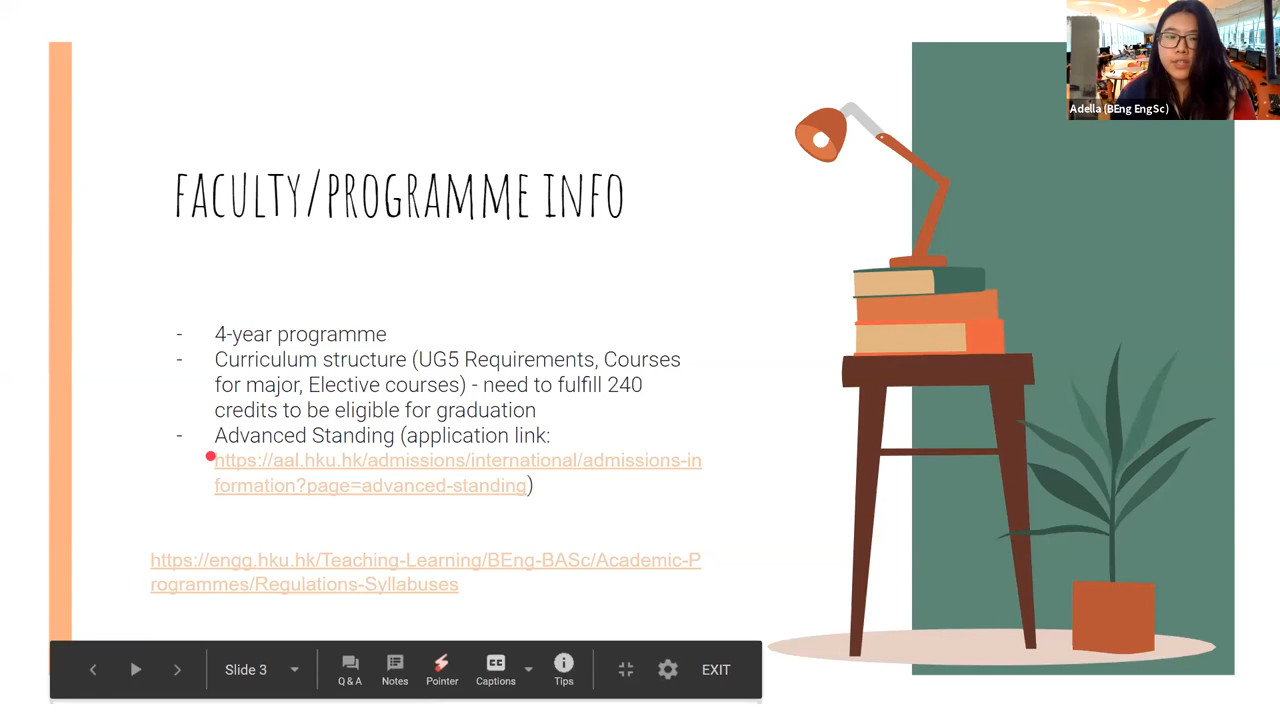 Adella (BEng EngSc)
FACULTY/PROGRAMME INFO
- 4-year programme
- Curriculum structure (UG5 Requirements, Courses
for major, Elective courses) - need to fulfill 240
credits to be eligible for graduation
- Advanced Standing (application link:
https://aal.hku.hk/admissions/international/admissions-in
formation?page=advanced-standing)
https://engg.hku.hk/Teaching-Learning/BEng-BASc/Academic-P
rogrammes/Regulations-Syllabuses
Slide 3
Q & A
Notes
Pointer
CC
Captions
Tips
EXIT